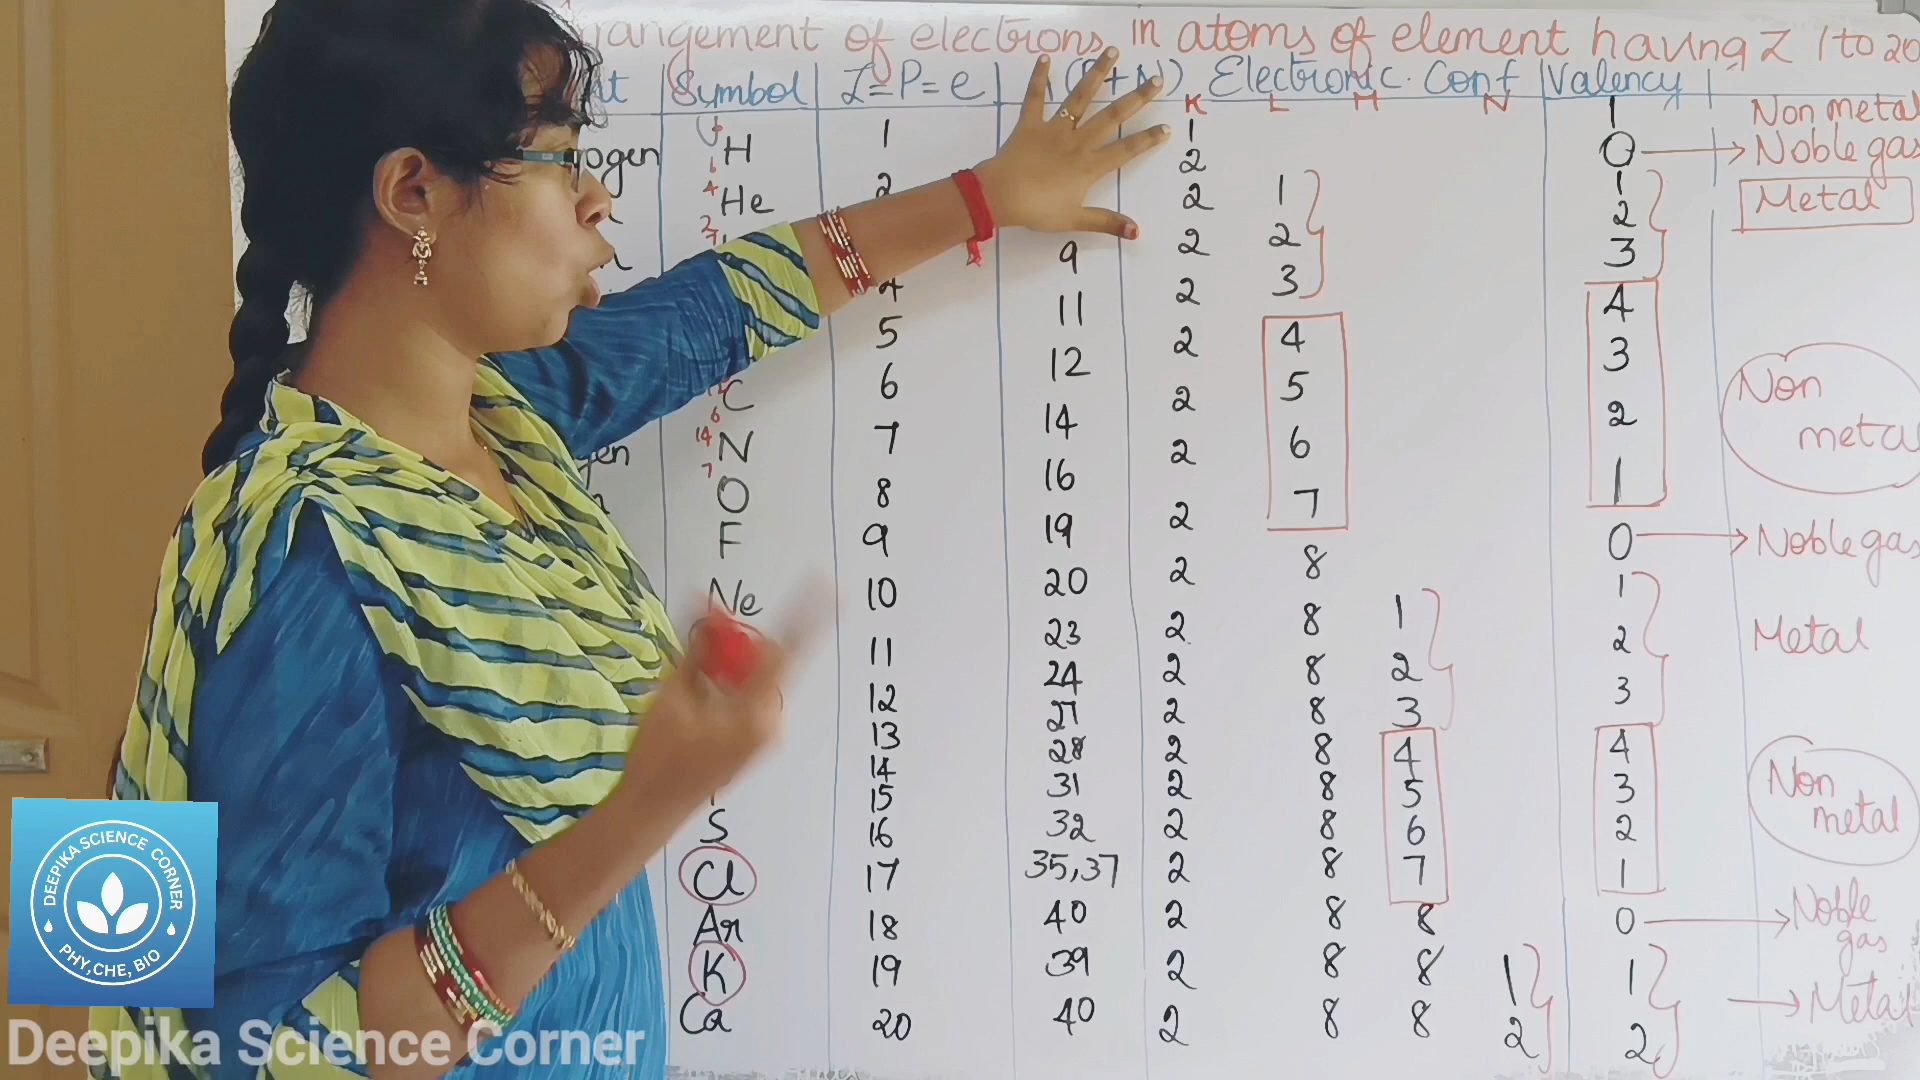 rangement of electrons in atoms of element having Z 1 to 20
nt Symbol Z=P=e (P+N) Electronic. Conf Valency
K L M N
rogen H 1 1 1 Non metal
4 He 2 2 0 → Noble gas
2 1 1 Metal
9 2 2 2
4 2 3 3
5 11 2 4 4
C 6 12 2 5 3 Non metal
14 7 N 7 14 2 6 2
gen O 8 16 2 7 1
F 9 19 2 8 0 → Noble gas
Ne 10 20 2 8 1 1
11 23 2 8 2 2 Metal
12 24 2 8 3 3
13 27 2 8 4 4
14 28 2 8 5 3 Non metal
15 31 2 8 6 2
S 16 32 2 8 7 1
Cl 17 35,37 2
Ar 18 40 2 8 8 0 → Noble gas
K 19 39 2 8 8 1 1
Ca 20 40 2 8 8 2 2 → Metal
DEEPIKA SCIENCE CORNER
PHY,CHE, BIO
Deepika Science Corner